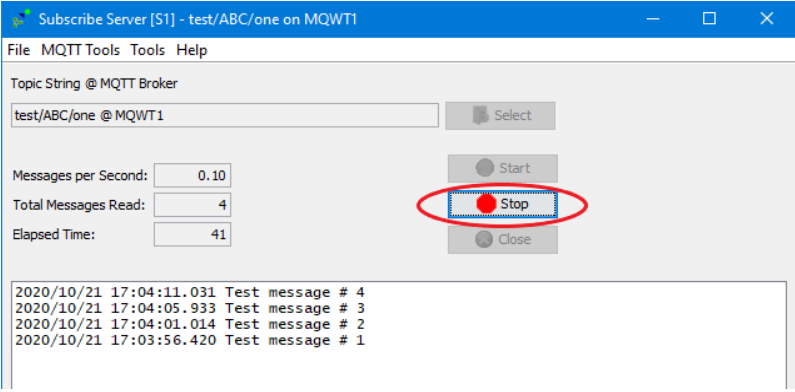 Subscribe Server [S1] - test/ABC/one on MQWT1
File MQTT Tools Tools Help
Topic String @ MQTT Broker
test/ABC/one @ MQWT1 Select
Messages per Second: 0.10 Start
Total Messages Read: 4 Stop
Elapsed Time: 41 Close
2020/10/21 17:04:11.031 Test message # 4
2020/10/21 17:04:05.933 Test message # 3
2020/10/21 17:04:01.014 Test message # 2
2020/10/21 17:03:56.420 Test message # 1